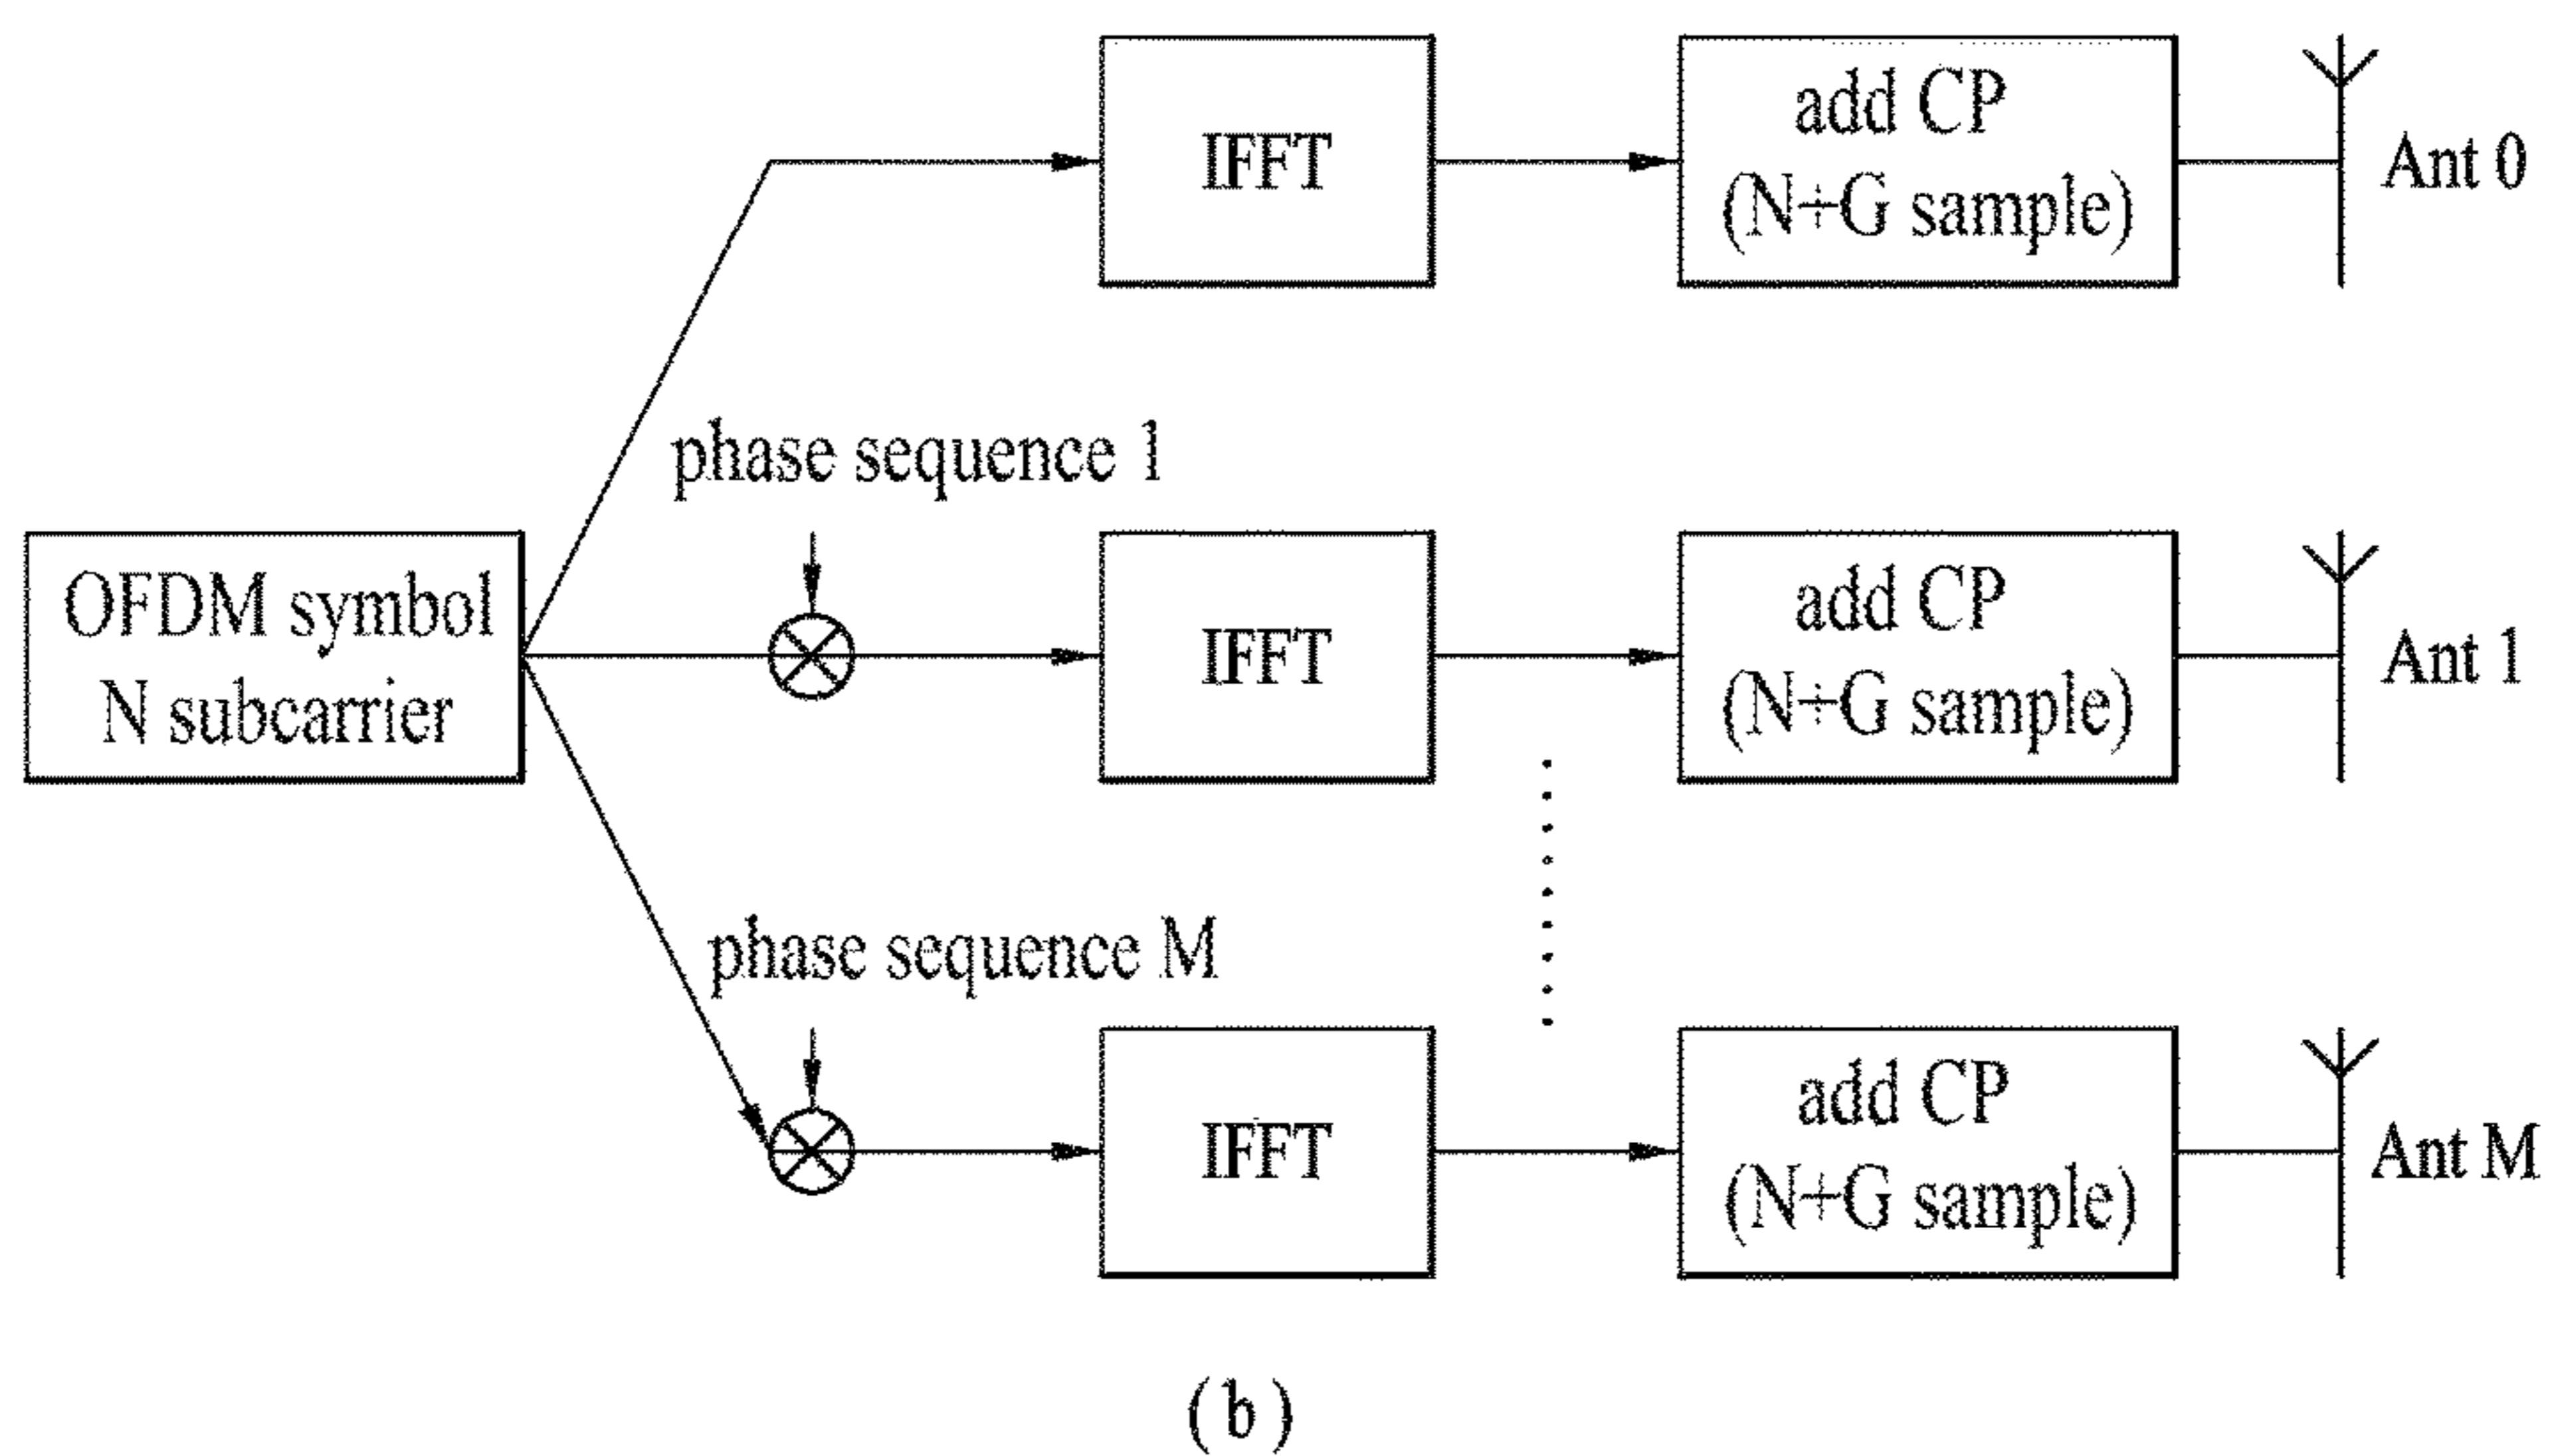 IFFT
add CP
(N+G sample)
Ant 0
phase sequence 1
OFDM symbol
N subcarrier
IFFT
add CP
(N+G sample)
Ant 1
phase sequence M
IFFT
add CP
(N+G sample)
Ant M
(b)